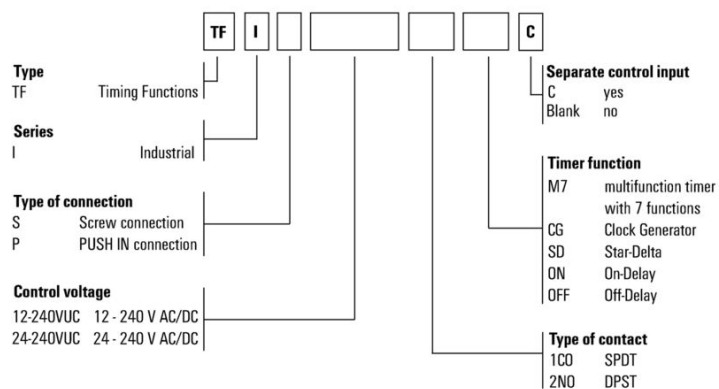 TF I C
Type
TF Timing Functions
Series
I Industrial
Type of connection
S Screw connection
P PUSH IN connection
Control voltage
12-240VUC 12 - 240 V AC/DC
24-240VUC 24 - 240 V AC/DC
Separate control input
C yes
Blank no
Timer function
M7 multifunction timer
with 7 functions
CG Clock Generator
SD Star-Delta
ON On-Delay
OFF Off-Delay
Type of contact
1CO SPDT
2NO DPST